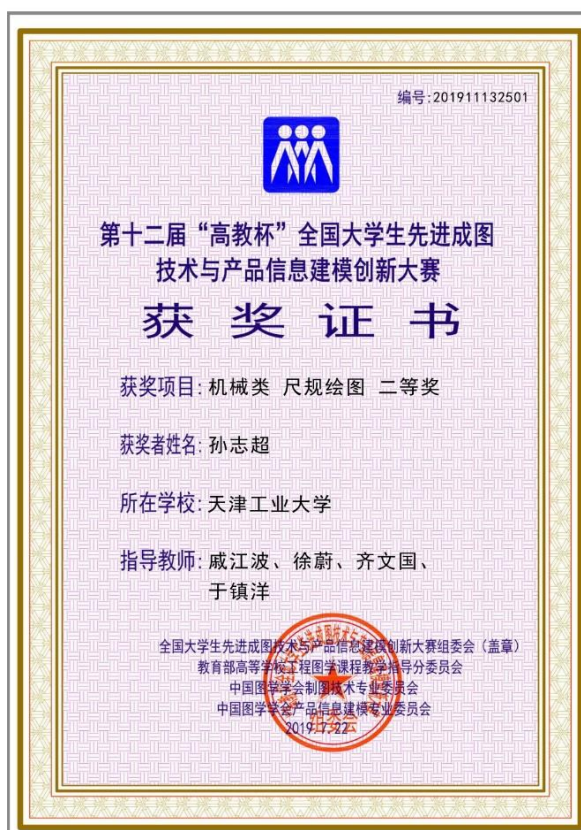 编号:201911132501
第十二届“高教杯”全国大学生先进成图
技术与产品信息建模创新大赛
获奖证书
获奖项目: 机械类 尺规绘图 二等奖
获奖者姓名: 孙志超
所在学校: 天津工业大学
指导教师: 戚江波、徐蔚、齐文国、
于镇洋
全国大学生先进成图技术与产品信息建模创新大赛组委会（盖章）
教育部高等学校工程图学课程教学指导分委员会
中国图学学会制图技术专业委员会
中国图学学会产品信息建模专业委员会
2019.7.22
组委会